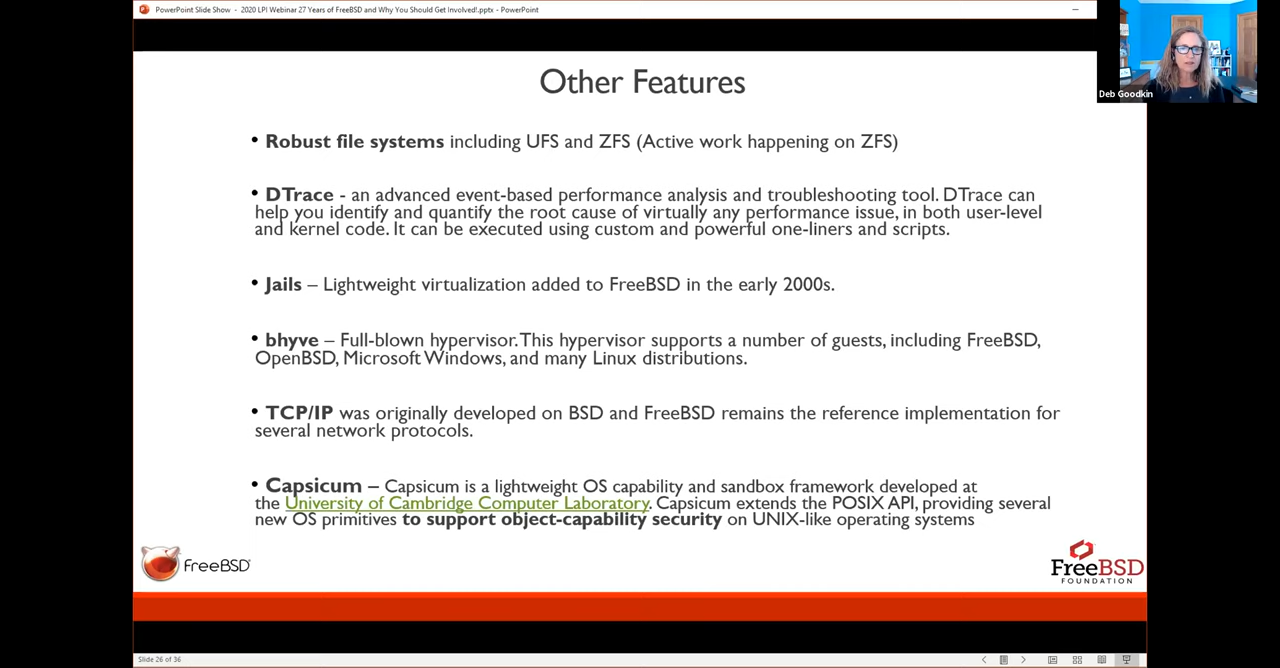 PowerPoint Slide Show - 2020 LPI Webinar 27 Years of FreeBSD and Why You Should Get Involved!.pptx - PowerPoint
Deb Goodkin
Other Features
• Robust file systems including UFS and ZFS (Active work happening on ZFS)
• DTrace - an advanced event-based performance analysis and troubleshooting tool. DTrace can
help you identify and quantify the root cause of virtually any performance issue, in both user-level
and kernel code. It can be executed using custom and powerful one-liners and scripts.
• Jails – Lightweight virtualization added to FreeBSD in the early 2000s.
• bhyve – Full-blown hypervisor. This hypervisor supports a number of guests, including FreeBSD,
OpenBSD, Microsoft Windows, and many Linux distributions.
• TCP/IP was originally developed on BSD and FreeBSD remains the reference implementation for
several network protocols.
• Capsicum – Capsicum is a lightweight OS capability and sandbox framework developed at
the University of Cambridge Computer Laboratory. Capsicum extends the POSIX API, providing several
new OS primitives to support object-capability security on UNIX-like operating systems
FreeBSD
FreeBSD
FOUNDATION
Slide 26 of 36